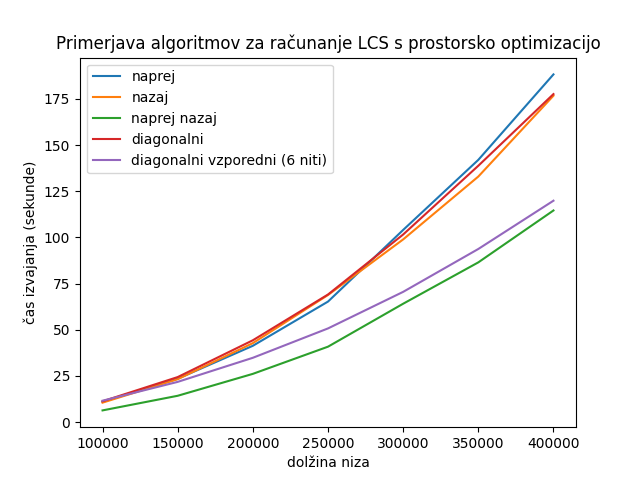 Primerjava algoritmov za računanje LCS s prostorsko optimizacijo
naprej
nazaj
naprej nazaj
diagonalni
diagonalni vzporedni (6 niti)
čas izvajanja (sekunde)
175
150
125
100
75
50
25
0
100000 150000 200000 250000 300000 350000 400000
dolžina niza